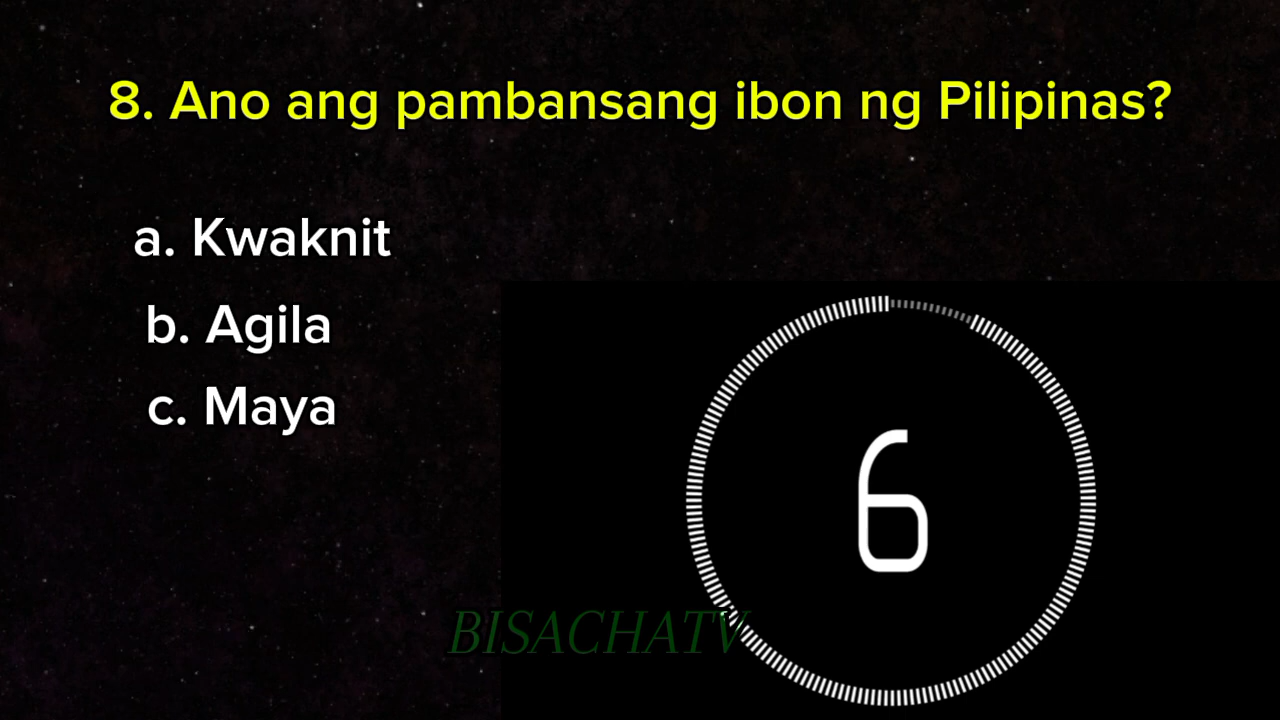 8. Ano ang pambansang ibon ng Pilipinas?
a. Kwaknit
b. Agila
c. Maya
6
BISACHATV